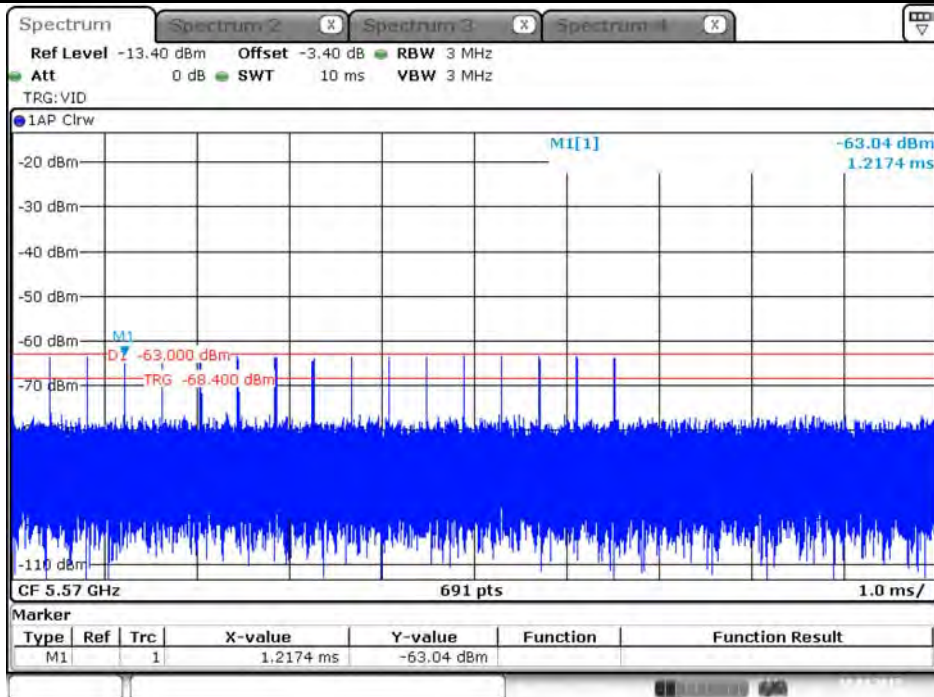 Spectrum Spectrum 2 X Spectrum 3 X Spectrum 4 X
Ref Level -13.40 dBm Offset -3.40 dB RBW 3 MHz
Att 0 dB SWT 10 ms VBW 3 MHz
TRG:VID
1AP Clrw
M1[1] -63.04 dBm
1.2174 ms
-20 dBm
-30 dBm
-40 dBm
-50 dBm
-60 dBm
M1
D1 -63.000 dBm
TRG -68.400 dBm
-70 dBm
-110 dBm
CF 5.57 GHz 691 pts 1.0 ms/
Marker
Type Ref Trc X-value Y-value Function Function Result
M1 1 1.2174 ms -63.04 dBm